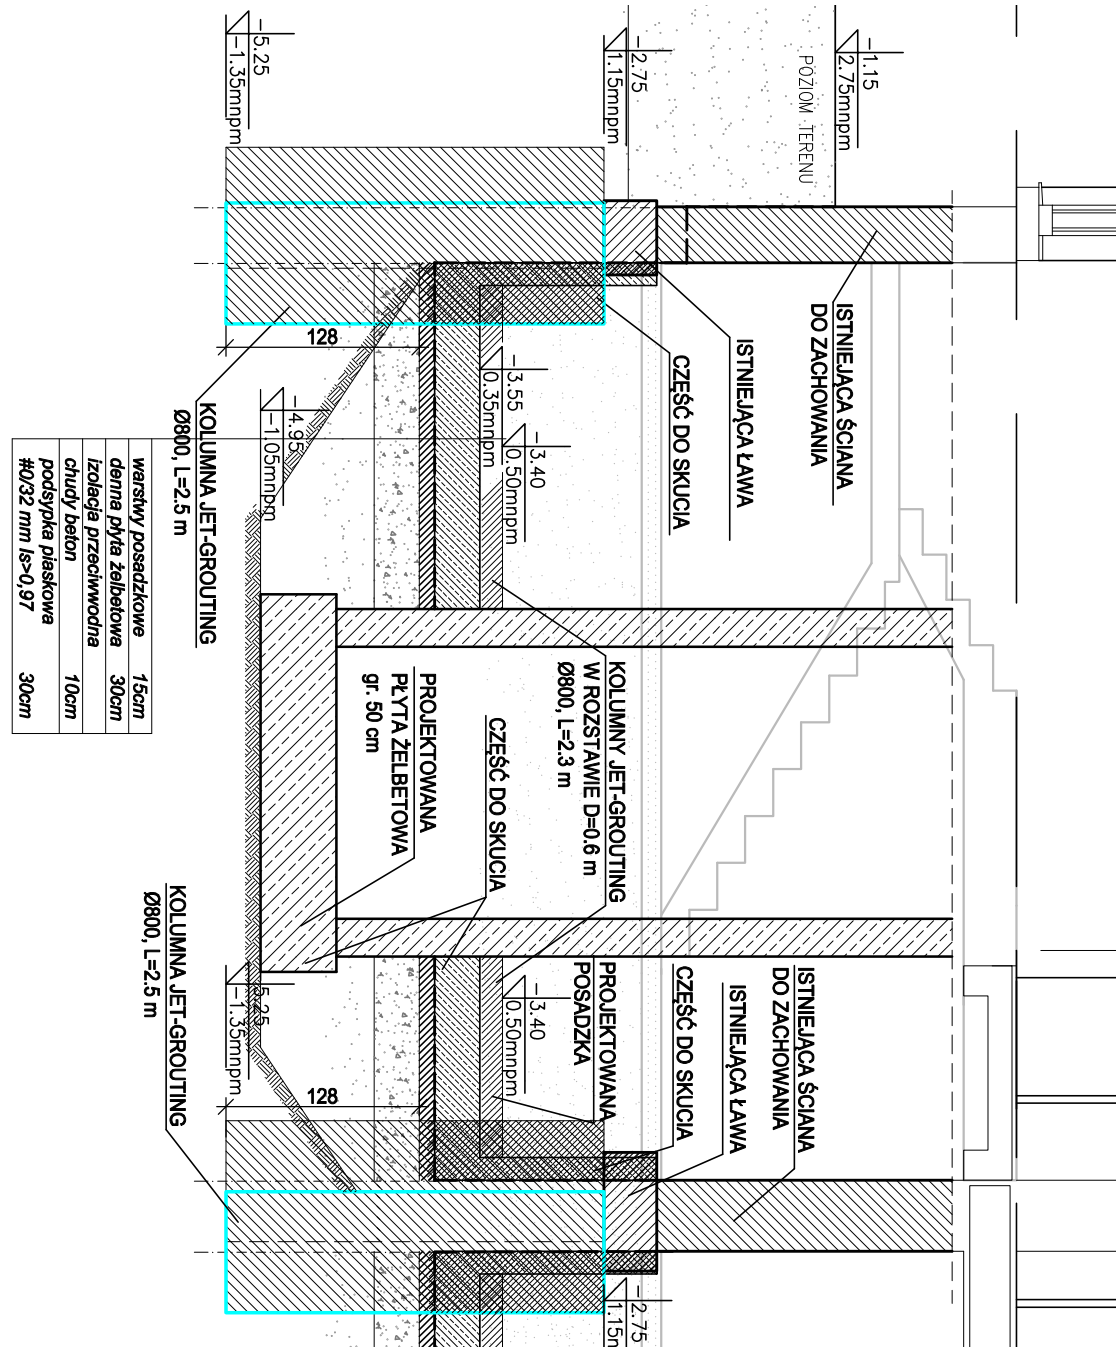 -5.25
-1.35mnpm
-2.75
1.15mnpm
-1.15
2.75mnpm
POZIOM TERENU
ISTNIEJĄCA ŚCIANA
DO ZACHOWANIA
ISTNIEJĄCA ŁAWA
CZĘŚĆ DO SKUCIA
128
-3.55
0.35mnpm
-3.40
0.50mnpm
-4.95
-1.05mnpm
KOLUMNA JET-GROUTING
Ø800, L=2.5 m
warstwy posadzkowe 15cm
denna płyta żelbetowa 30cm
izolacja przeciwwodna
chudy beton 10cm
podsypka piaskowa
#0/32 mm Is>0,97 30cm
KOLUMNY JET-GROUTING
W ROZSTAWIE D=0.6 m
Ø800, L=2.3 m
CZĘŚĆ DO SKUCIA
PROJEKTOWANA
PŁYTA ŻELBETOWA
gr. 50 cm
KOLUMNA JET-GROUTING
Ø800, L=2.5 m
-5.25
-1.35mnpm
-3.40
0.50mnpm
PROJEKTOWANA
POSADZKA
CZĘŚĆ DO SKUCIA
ISTNIEJĄCA ŁAWA
ISTNIEJĄCA ŚCIANA
DO ZACHOWANIA
128
-2.75